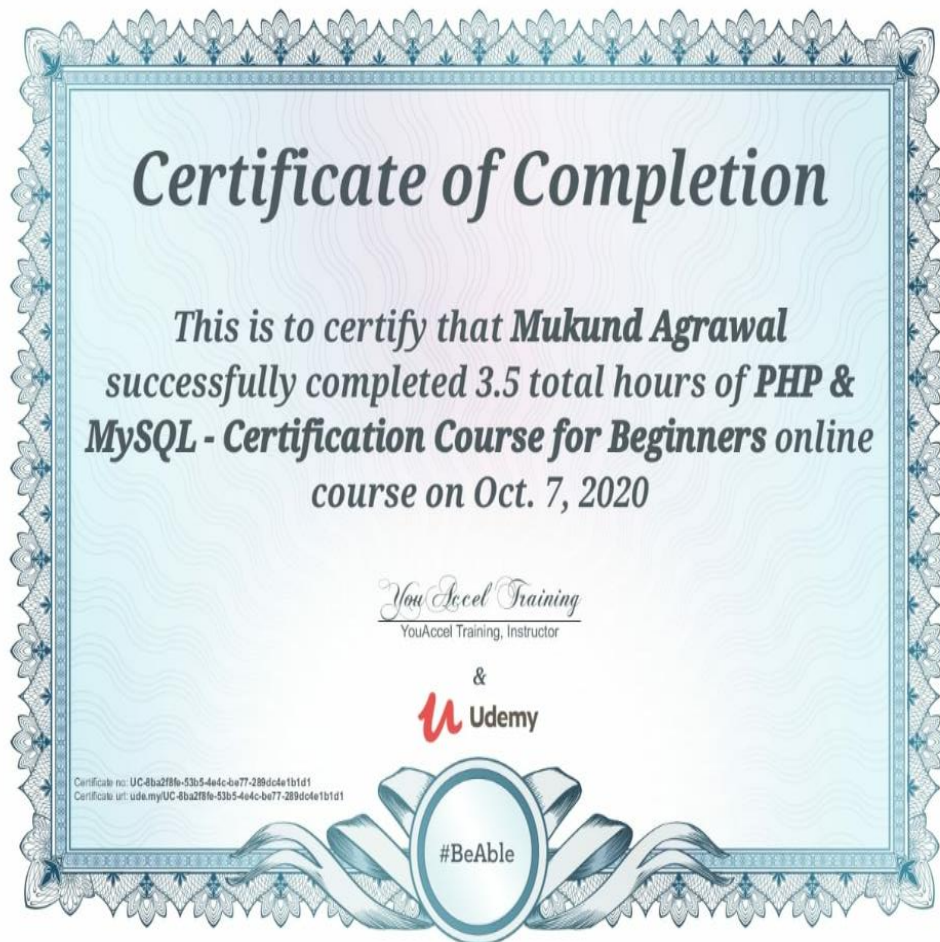 Certificate of Completion
This is to certify that Mukund Agrawal
successfully completed 3.5 total hours of PHP &
MySQL - Certification Course for Beginners online
course on Oct. 7, 2020
You Accel Training
YouAccel Training, Instructor
&
Udemy
Certificate no: UC-8ba2f8fe-53b5-4e4c-be77-289dc4e1b1d1
Certificate url: ude.my/UC-8ba2f8fe-53b5-4e4c-be77-289dc4e1b1d1
#BeAble